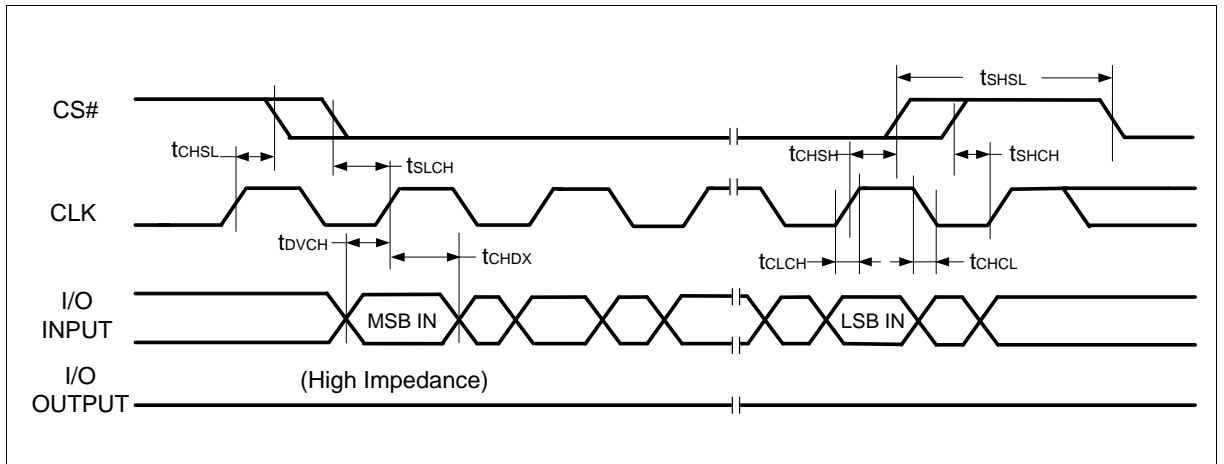 tSHSL
CS#
tCHSL
tSLCH
tCHSH
tSHCH
CLK
tDVCH
tCHDX
tCLCH
tCHCL
I/O
INPUT
MSB IN
LSB IN
I/O
OUTPUT
(High Impedance)